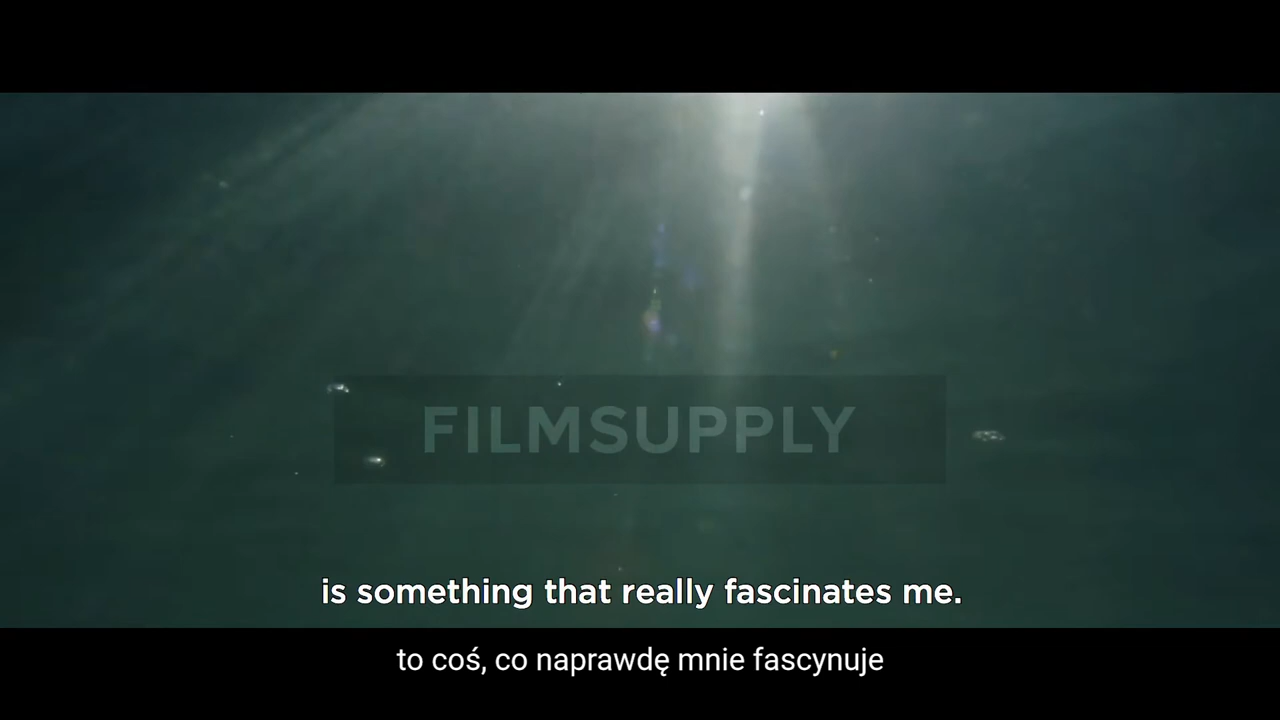 FILMSUPPLY
is something that really fascinates me.
to coś, co naprawdę mnie fascynuje